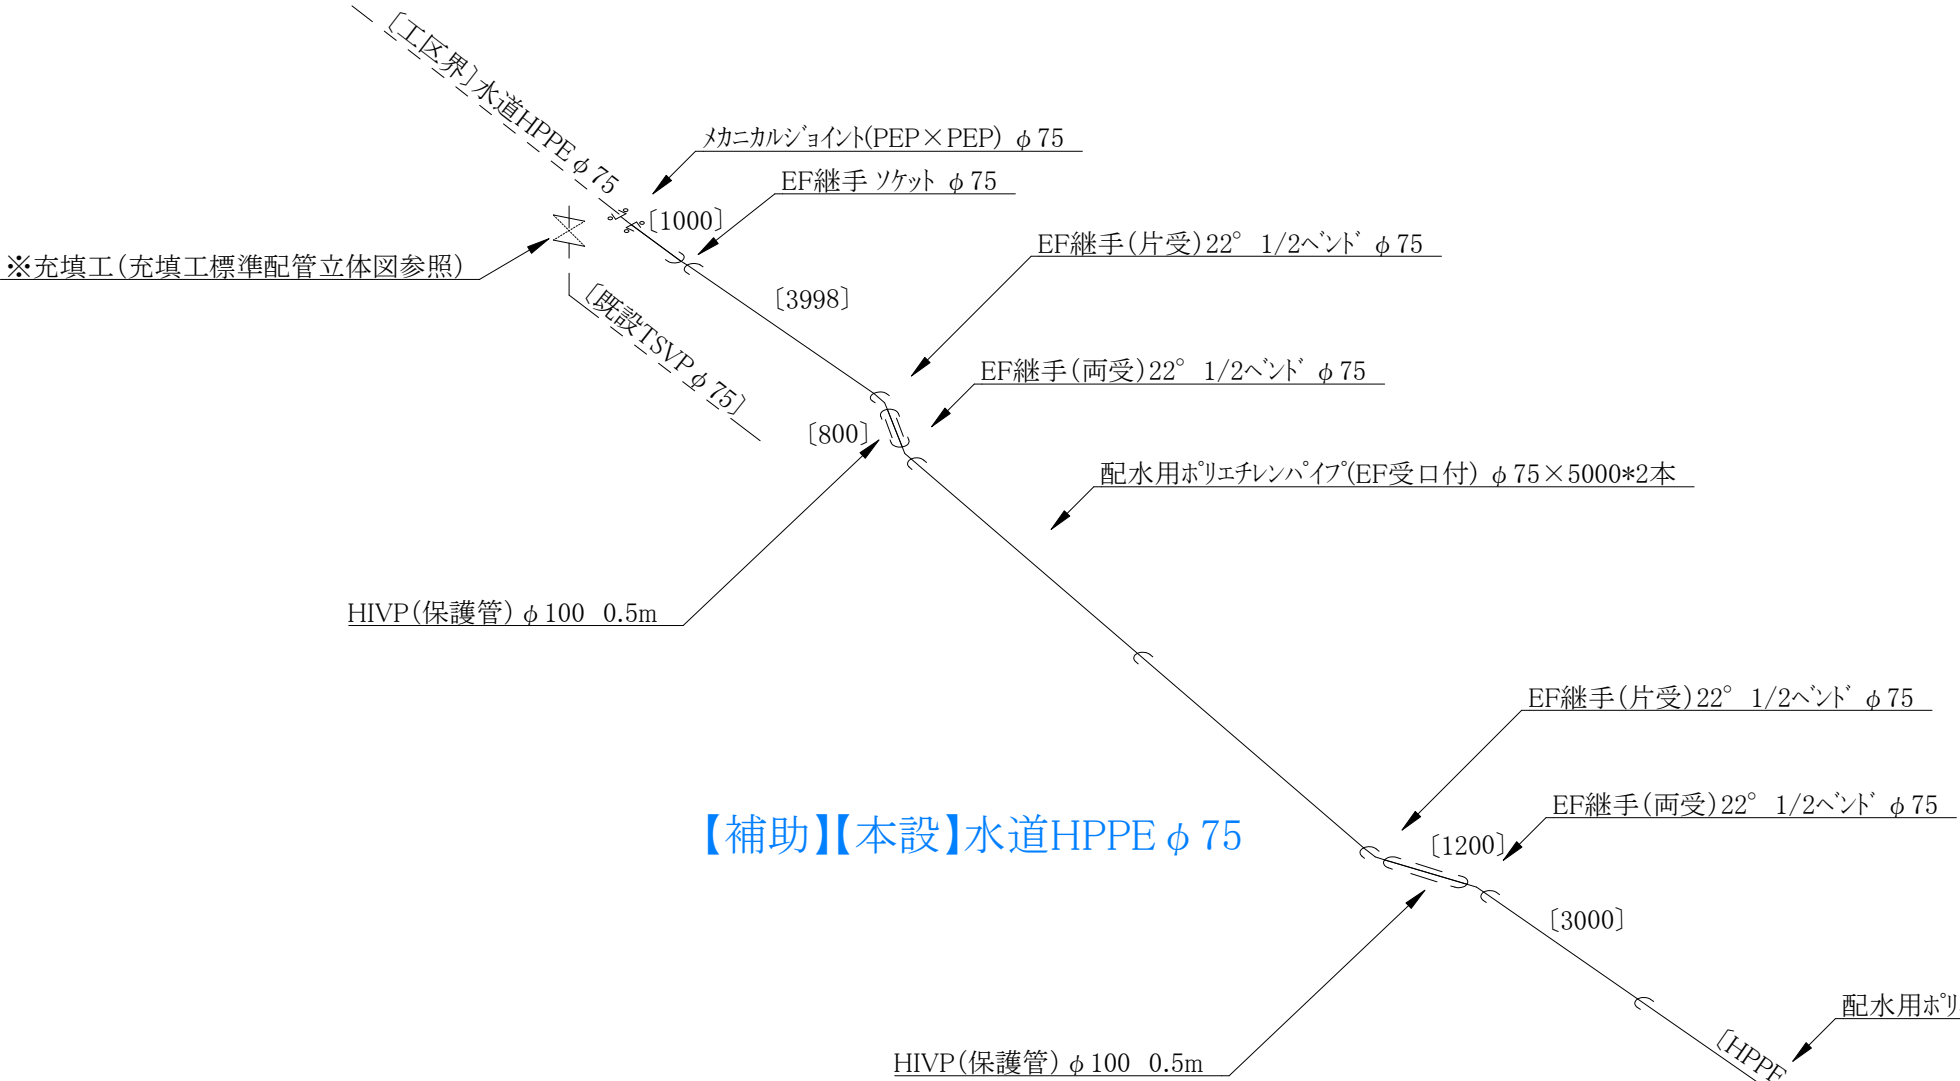 〔工区界〕水道HPPEφ75
メカニカルジョイント(PEP×PEP) φ75
EF継手 ソケット φ75
〔1000〕
EF継手(片受)22° 1/2ベンド φ75
※充填工(充填工標準配管立体図参照)
〔3998〕
〔既設TSVPφ75〕
EF継手(両受)22° 1/2ベンド φ75
〔800〕
配水用ポリエチレンパイプ(EF受口付) φ75×5000*2本
HIVP(保護管)φ100 0.5m
EF継手(片受)22° 1/2ベンド φ75
EF継手(両受)22° 1/2ベンド φ75
【補助】【本設】水道HPPEφ75
〔1200〕
〔3000〕
配水用ポリ
〔HPPE
HIVP(保護管)φ100 0.5m